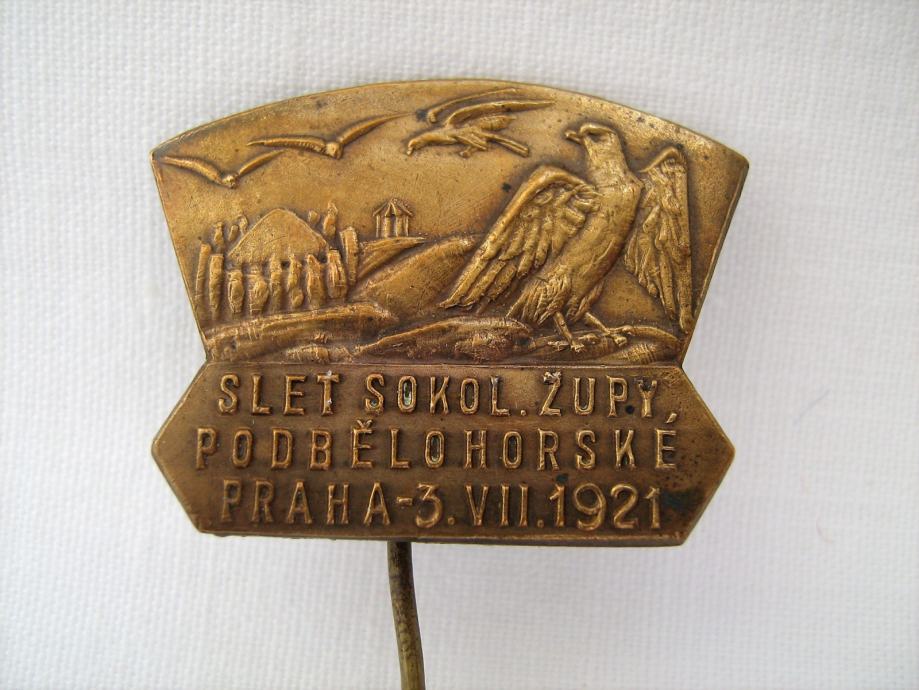 SLET SOKOL. ŽUPY
PODBĚLOHORSKÉ,
PRAHA-3.VII.1921